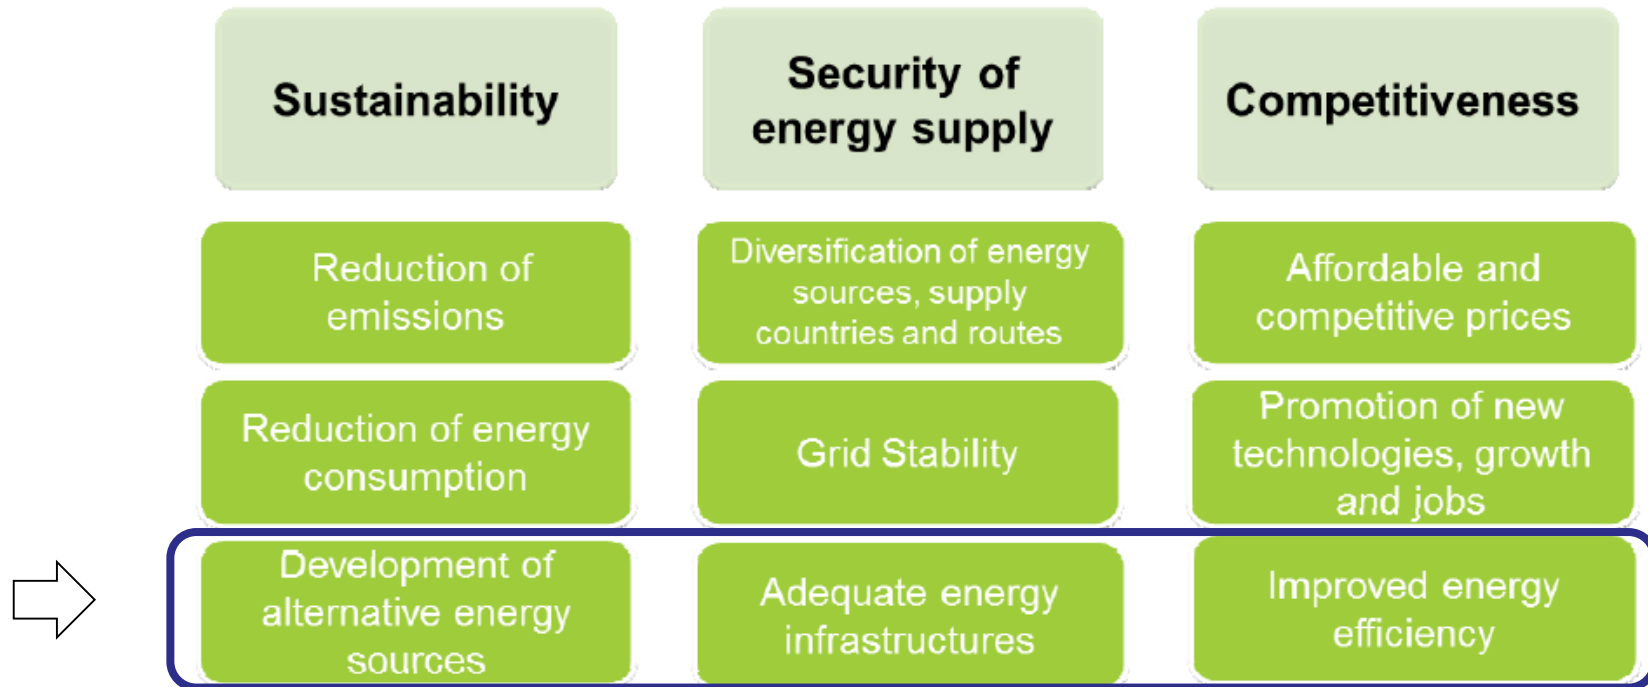 Sustainability
Security of
energy supply
Competitiveness
Reduction of
emissions
Diversification of energy
sources, supply
countries and routes
Affordable and
competitive prices
Reduction of energy
consumption
Grid Stability
Promotion of new
technologies, growth
and jobs
Development of
alternative energy
sources
Adequate energy
infrastructures
Improved energy
efficiency